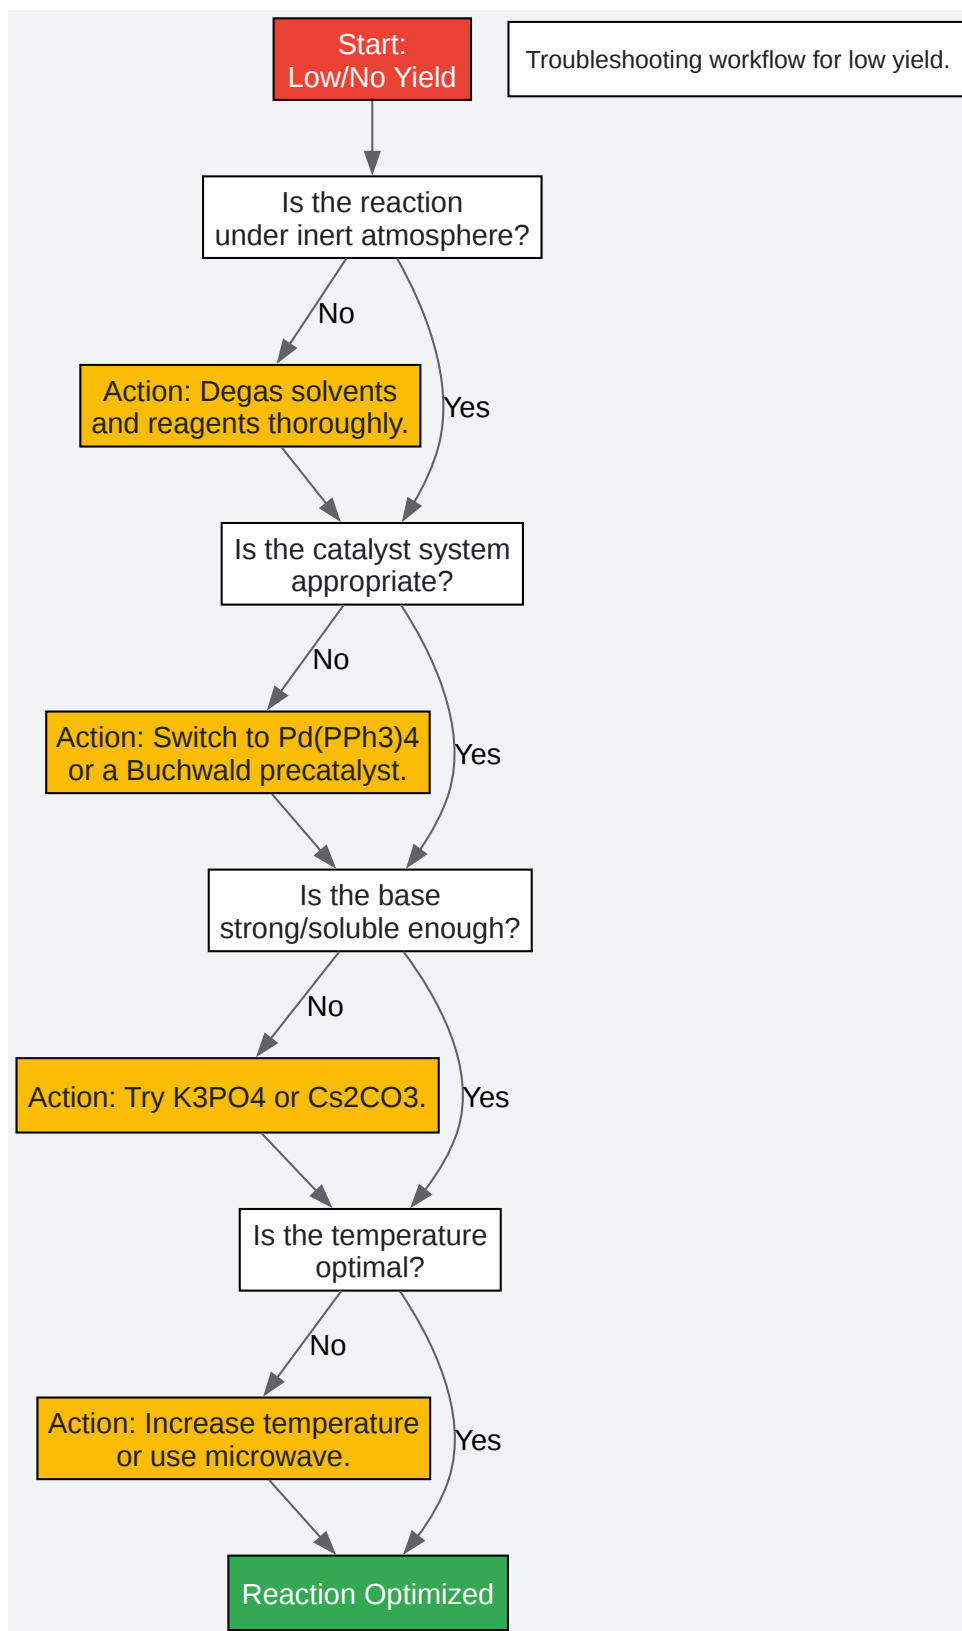 Start:
Low/No Yield
Troubleshooting workflow for low yield.
Is the reaction
under inert atmosphere?
No
Action: Degas solvents
and reagents thoroughly.
Yes
Is the catalyst system
appropriate?
No
Action: Switch to Pd(PPh3)4
or a Buchwald precatalyst.
Yes
Is the base
strong/soluble enough?
No
Action: Try K3PO4 or Cs2CO3.
Yes
Is the temperature
optimal?
No
Action: Increase temperature
or use microwave.
Yes
Reaction Optimized